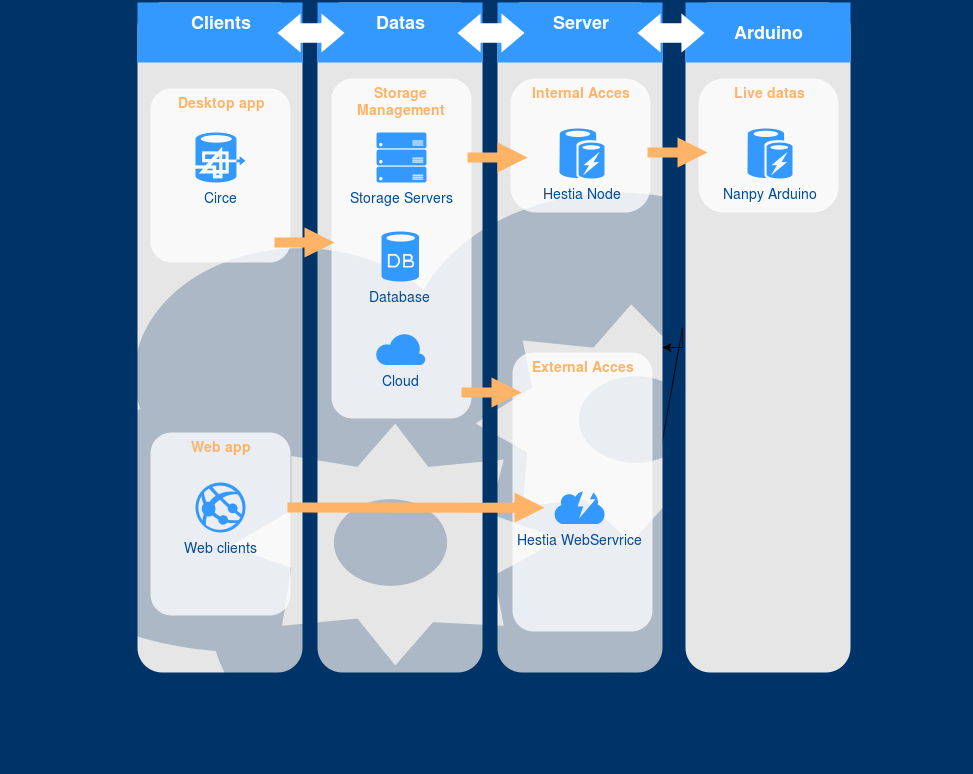 Clients
Datas
Server
Arduino
Desktop app
Circe
Web app
Web clients
Storage
Management
Storage Servers
DB
Database
Cloud
Internal Acces
Hestia Node
External Acces
Hestia WebServrice
Live datas
Nanpy Arduino